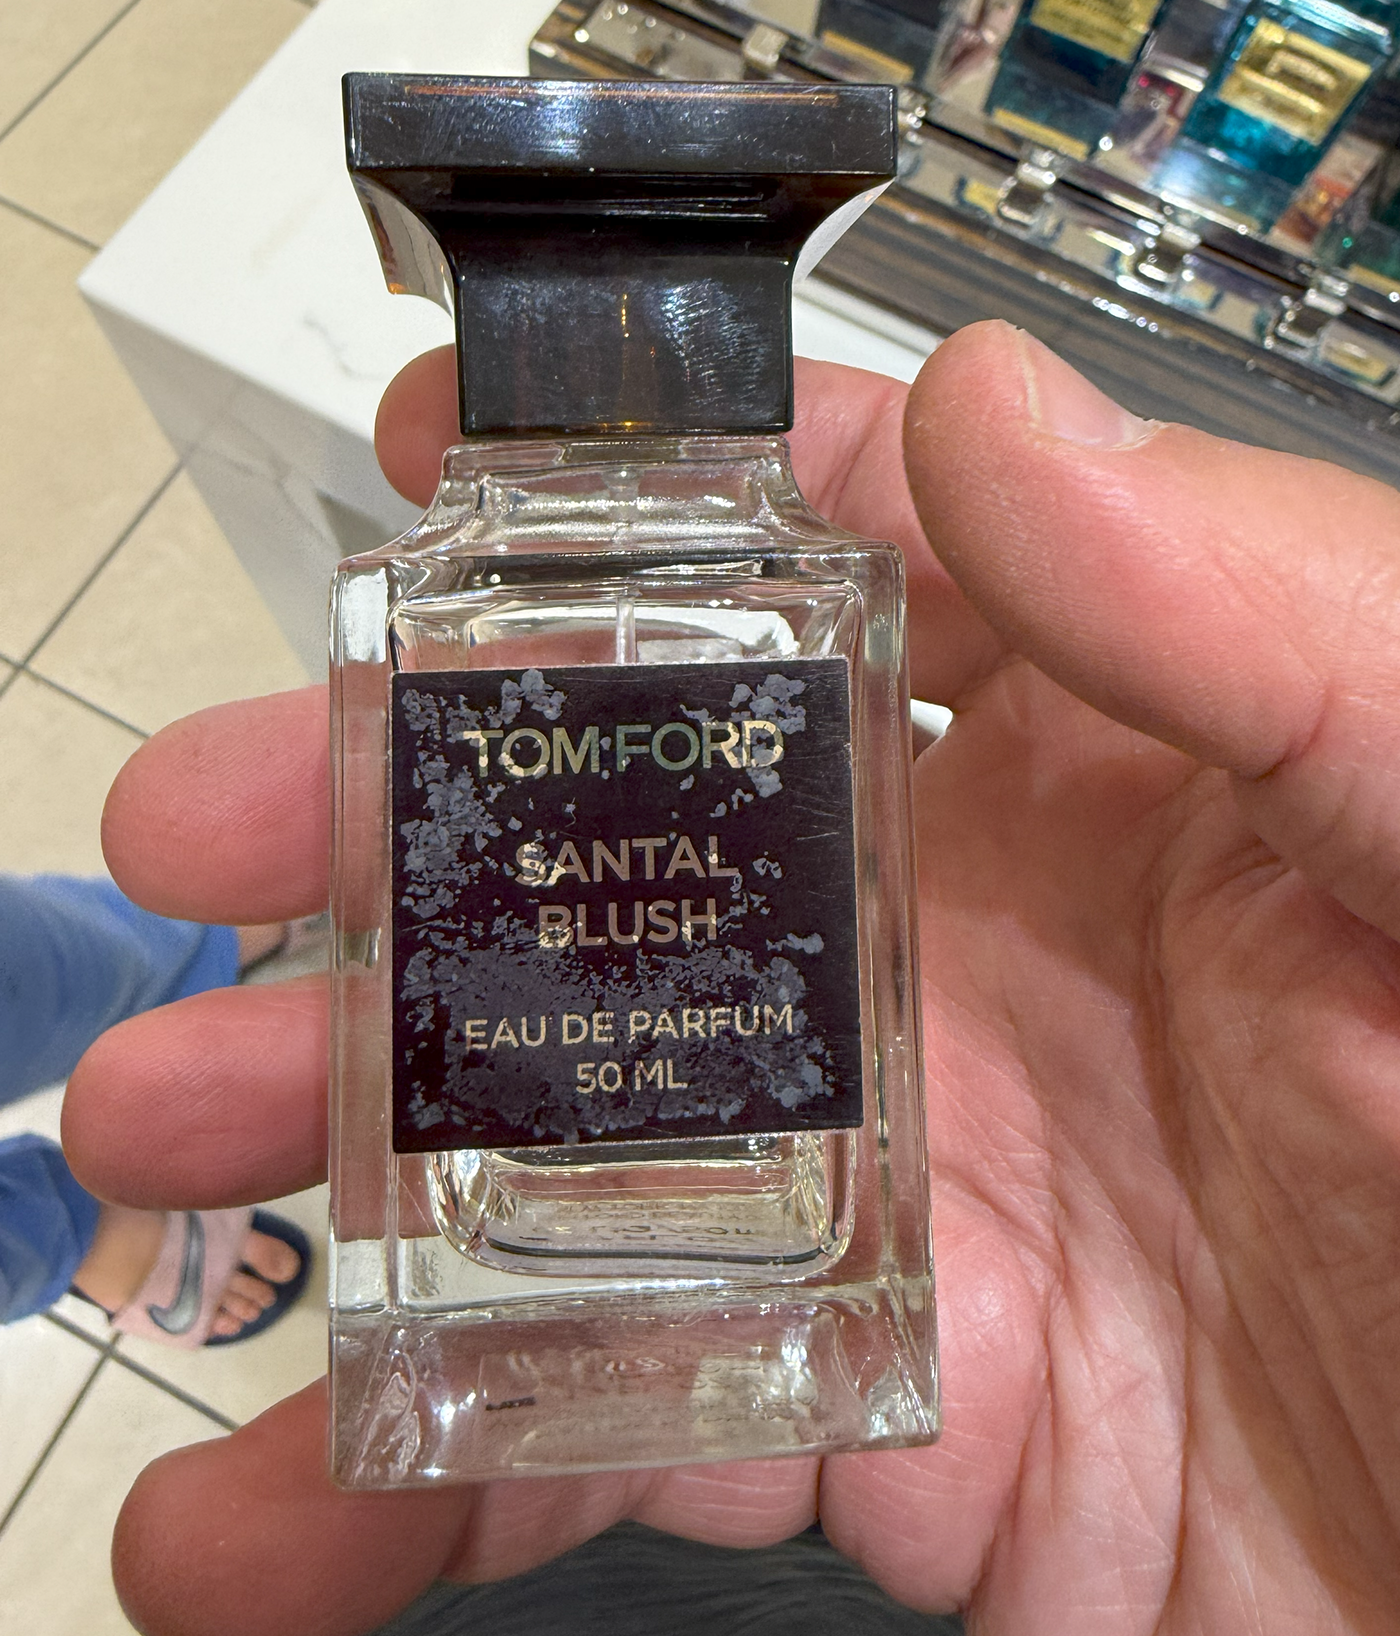 TOM FORD
SANTAL
BLUSH
EAU DE PARFUM
50 ML